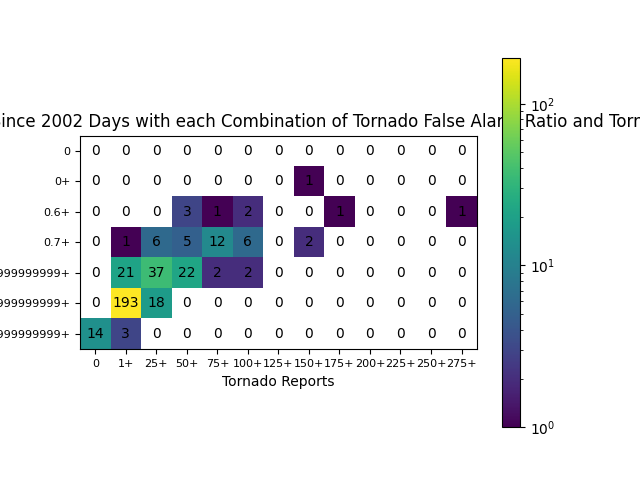 since 2002 Days with each Combination of Tornado False Alarm Ratio and Torn
0 0 0 0 0 0 0 0 0 0 0 0 0 0
0+ 0 0 0 0 0 0 0 1 0 0 0 0 0
0.6+ 0 0 0 3 1 2 0 0 1 0 0 0 1
0.7+ 0 1 6 5 12 6 0 2 0 0 0 0 0
999999999+ 0 21 37 22 2 2 0 0 0 0 0 0 0
999999999+ 0 193 18 0 0 0 0 0 0 0 0 0 0
999999999+ 14 3 0 0 0 0 0 0 0 0 0 0 0
0 1+ 25+ 50+ 75+ 100+ 125+ 150+ 175+ 200+ 225+ 250+ 275+
Tornado Reports
10²
10¹
10⁰